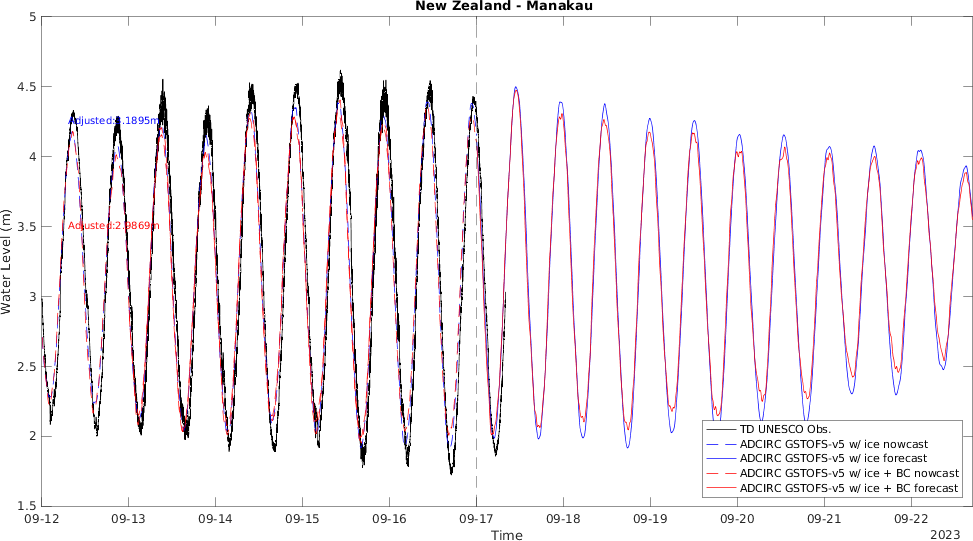 New Zealand - Manakau
5
4.5
4
3.5
3
2.5
2
1.5
Water Level (m)
Adjusted:3.1895m
Adjusted:2.9869m
TD UNESCO Obs.
ADCIRC GSTOFS-v5 w/ ice nowcast
ADCIRC GSTOFS-v5 w/ ice forecast
ADCIRC GSTOFS-v5 w/ ice + BC nowcast
ADCIRC GSTOFS-v5 w/ ice + BC forecast
09-12 09-13 09-14 09-15 09-16 09-17 09-18 09-19 09-20 09-21 09-22
Time
2023